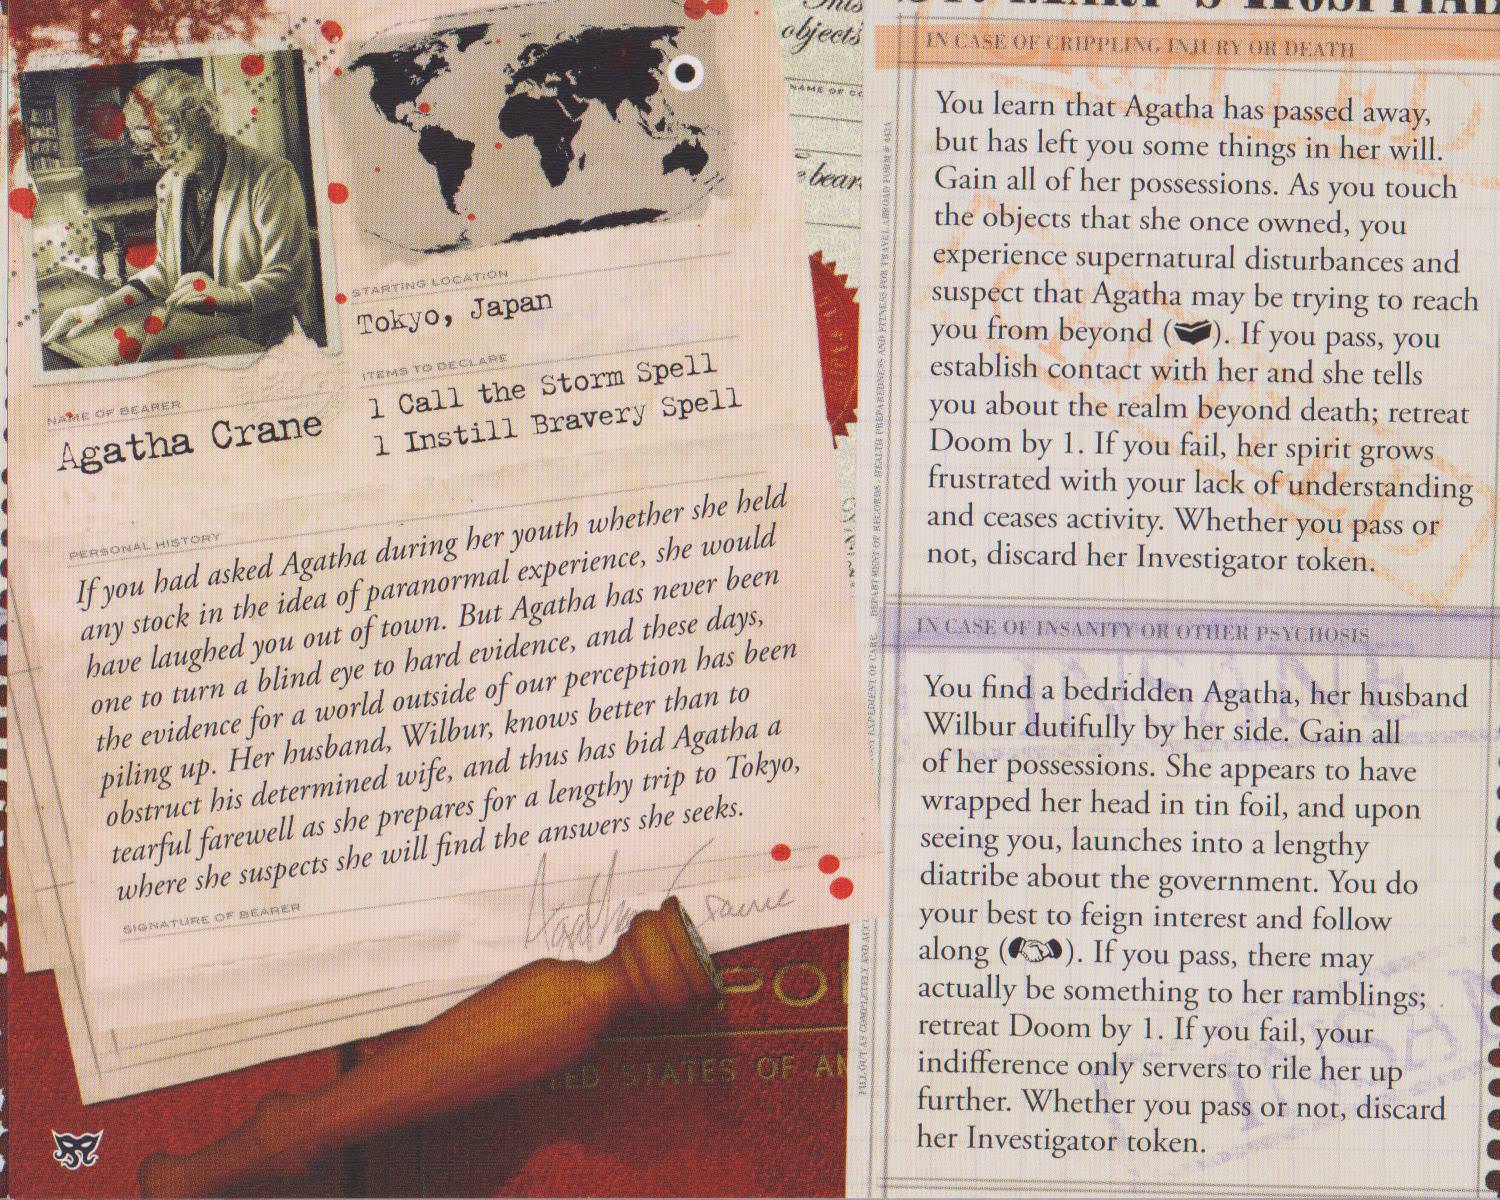 STARTING LOCATION
Tokyo, Japan
ITEMS TO DECLARE
1 Call the Storm Spell
1 Instill Bravery Spell
NAME OF BEARER
Agatha Crane
PERSONAL HISTORY
If you had asked Agatha during her youth whether she held
any stock in the idea of paranormal experience, she would
have laughed you out of town. But Agatha has never been
one to turn a blind eye to hard evidence, and these days,
the evidence for a world outside of our perception has been
piling up. Her husband, Wilbur, knows better than to
obstruct his determined wife, and thus has bid Agatha a
tearful farewell as she prepares for a lengthy trip to Tokyo,
where she suspects she will find the answers she seeks.
SIGNATURE OF BEARER
Agatha Crane
STATES OF
This
objects
NAME OF
bear
HOSPITAL
IN CASE OF CRIPPLING INJURY OR DEATH
You learn that Agatha has passed away,
but has left you some things in her will.
Gain all of her possessions. As you touch
the objects that she once owned, you
experience supernatural disturbances and
suspect that Agatha may be trying to reach
you from beyond ( ). If you pass, you
establish contact with her and she tells
you about the realm beyond death; retreat
Doom by 1. If you fail, her spirit grows
frustrated with your lack of understanding
and ceases activity. Whether you pass or
not, discard her Investigator token.
IN CASE OF INSANITY OR OTHER PSYCHOSIS
You find a bedridden Agatha, her husband
Wilbur dutifully by her side. Gain all
of her possessions. She appears to have
wrapped her head in tin foil, and upon
seeing you, launches into a lengthy
diatribe about the government. You do
your best to feign interest and follow
along ( ). If you pass, there may
actually be something to her ramblings;
retreat Doom by 1. If you fail, your
indifference only servers to rile her up
further. Whether you pass or not, discard
her Investigator token.